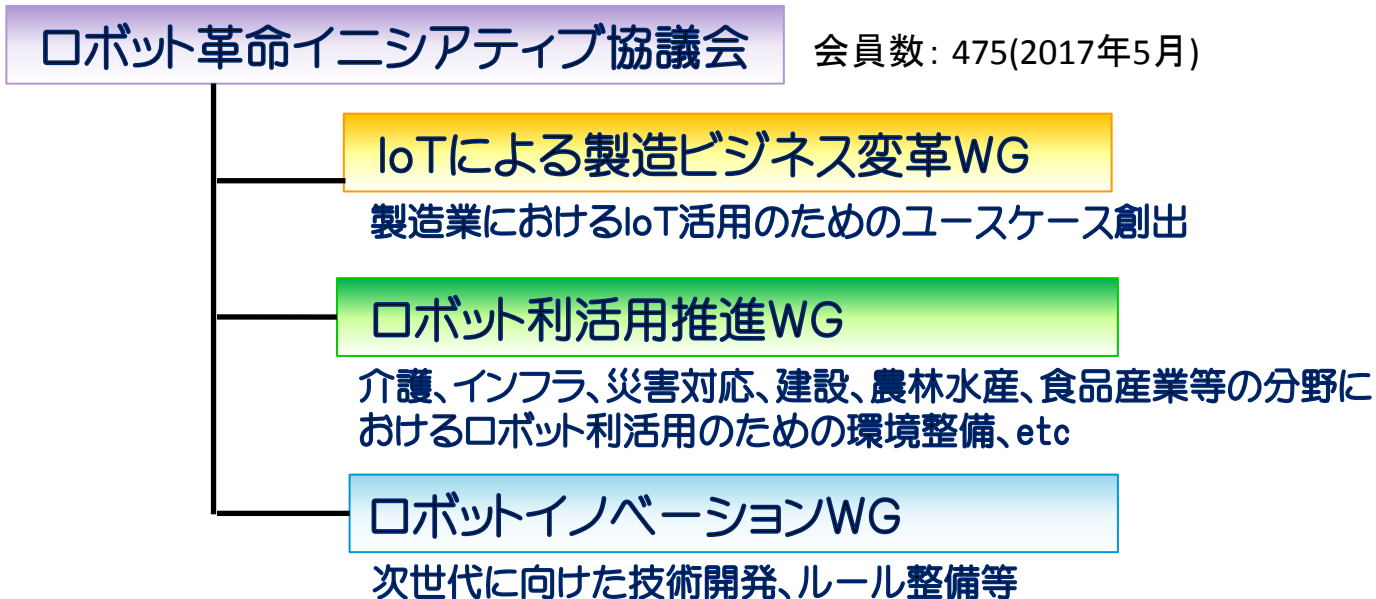 ロボット革命イニシアティブ協議会
会員数: 475(2017年5月)
IoTによる製造ビジネス変革WG
製造業におけるIoT活用のためのユースケース創出
ロボット利活用推進WG
介護、インフラ、災害対応、建設、農林水産、食品産業等の分野に
おけるロボット利活用のための環境整備、etc
ロボットイノベーションWG
次世代に向けた技術開発、ルール整備等